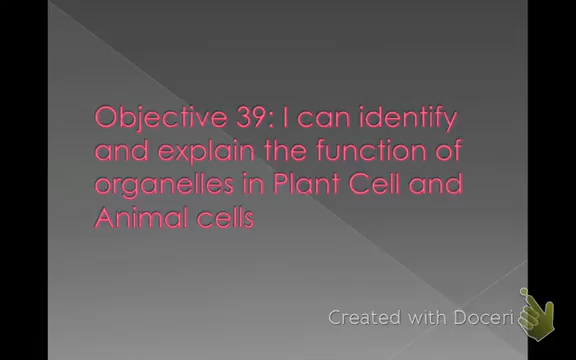 Objective 39: I can identify
and explain the function of
organelles in Plant Cell and
Animal cells
Created with Doceri